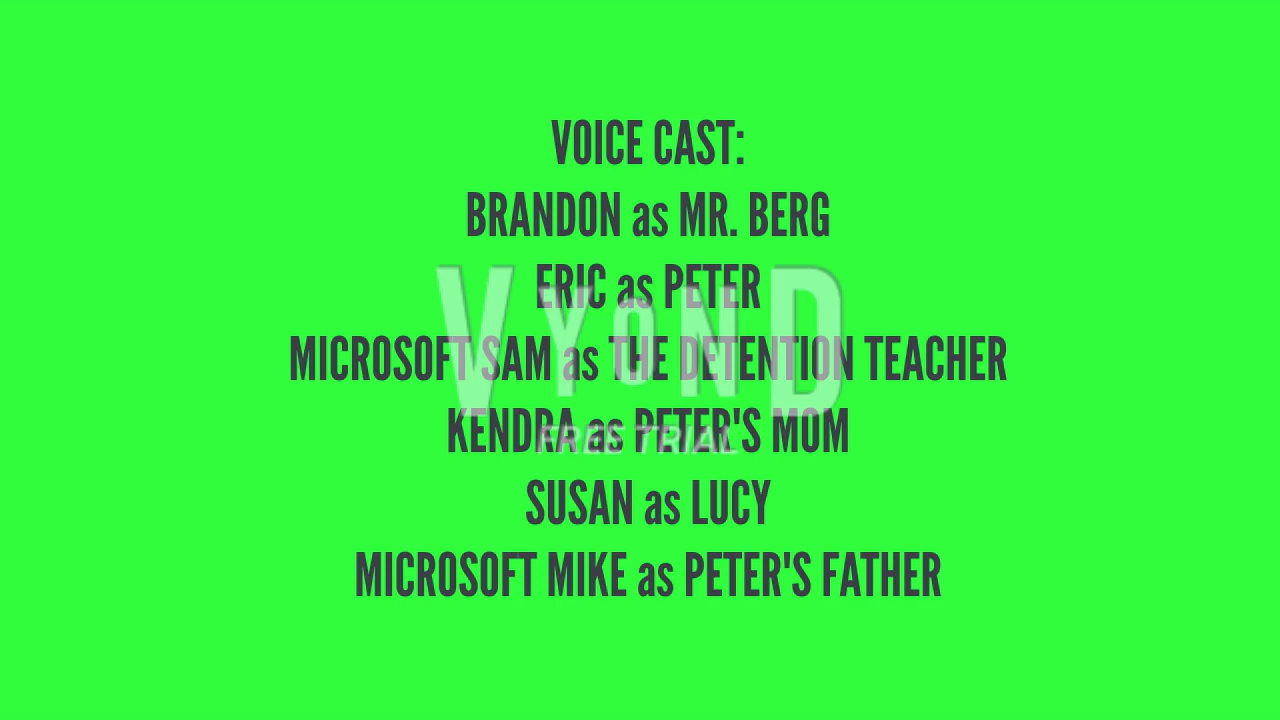 VOICE CAST:
BRANDON as MR. BERG
ERIC as PETER
MICROSOFT SAM as THE DETENTION TEACHER
KENDRA as PETER'S MOM
SUSAN as LUCY
MICROSOFT MIKE as PETER'S FATHER
VYOND
FREE TRIAL